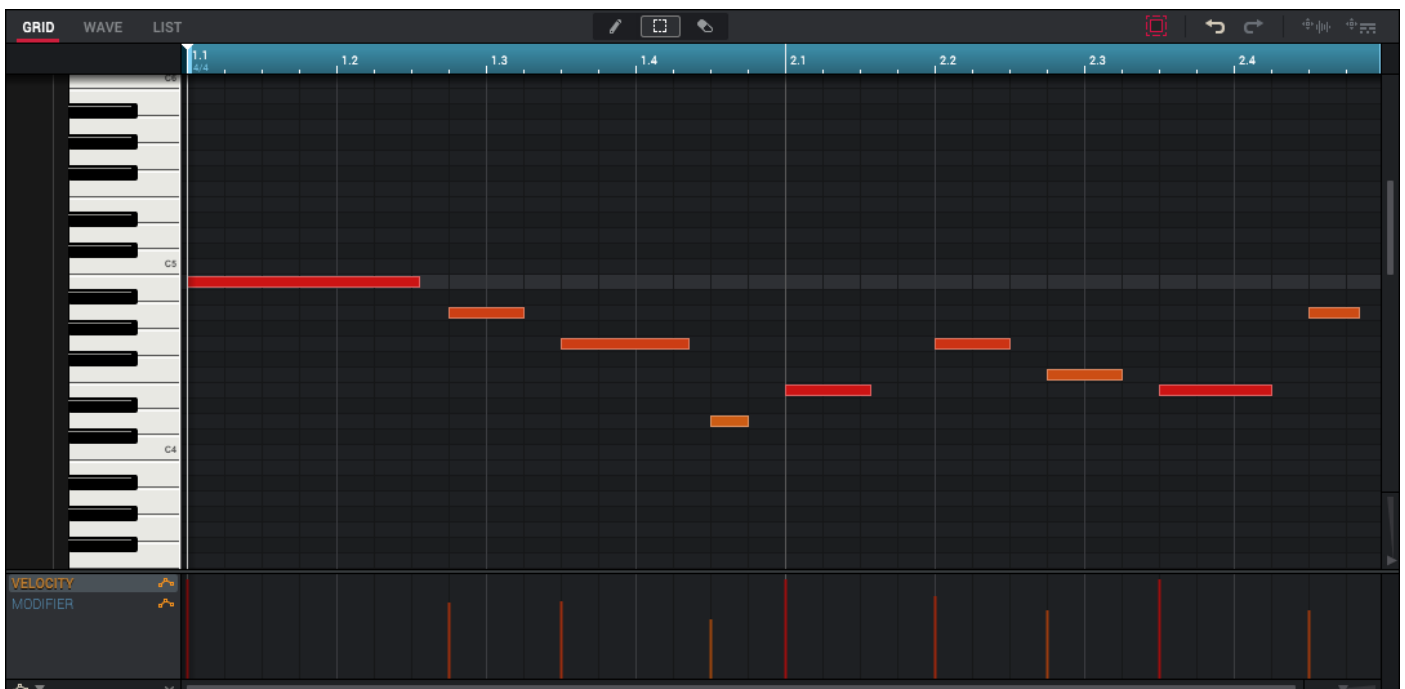 GRID WAVE LIST
1.1 1.2 1.3 1.4 2.1 2.2 2.3 2.4
4/4
C6
C5
C4
VELOCITY
MODIFIER